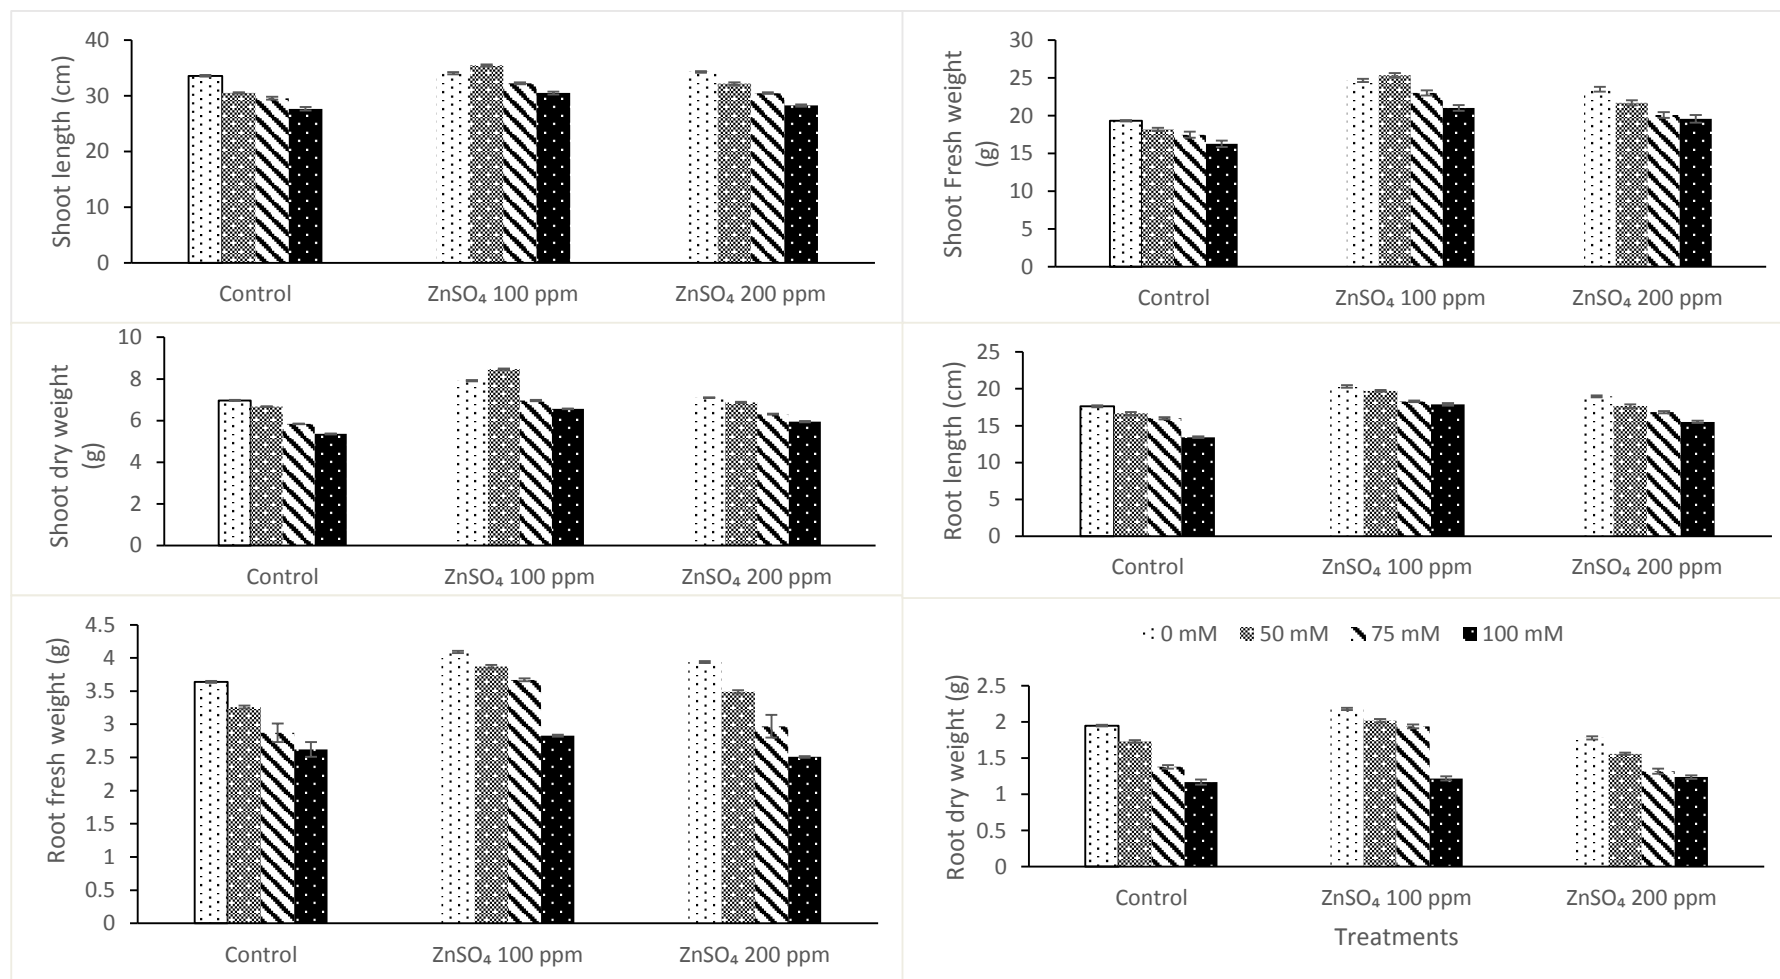 Shoot length (cm)
40
30
20
10
0
Control
ZnSO₄ 100 ppm
ZnSO₄ 200 ppm
Shoot Fresh weight
(g)
30
25
20
15
10
5
0
Control
ZnSO₄ 100 ppm
ZnSO₄ 200 ppm
Shoot dry weight
(g)
10
8
6
4
2
0
Control
ZnSO₄ 100 ppm
ZnSO₄ 200 ppm
Root length (cm)
25
20
15
10
5
0
Control
ZnSO₄ 100 ppm
ZnSO₄ 200 ppm
Root fresh weight (g)
4.5
4
3.5
3
2.5
2
1.5
1
0.5
0
Control
ZnSO₄ 100 ppm
ZnSO₄ 200 ppm
0 mM 50 mM 75 mM 100 mM
Root dry weight (g)
2.5
2
1.5
1
0.5
0
Control
ZnSO₄ 100 ppm
ZnSO₄ 200 ppm
Treatments